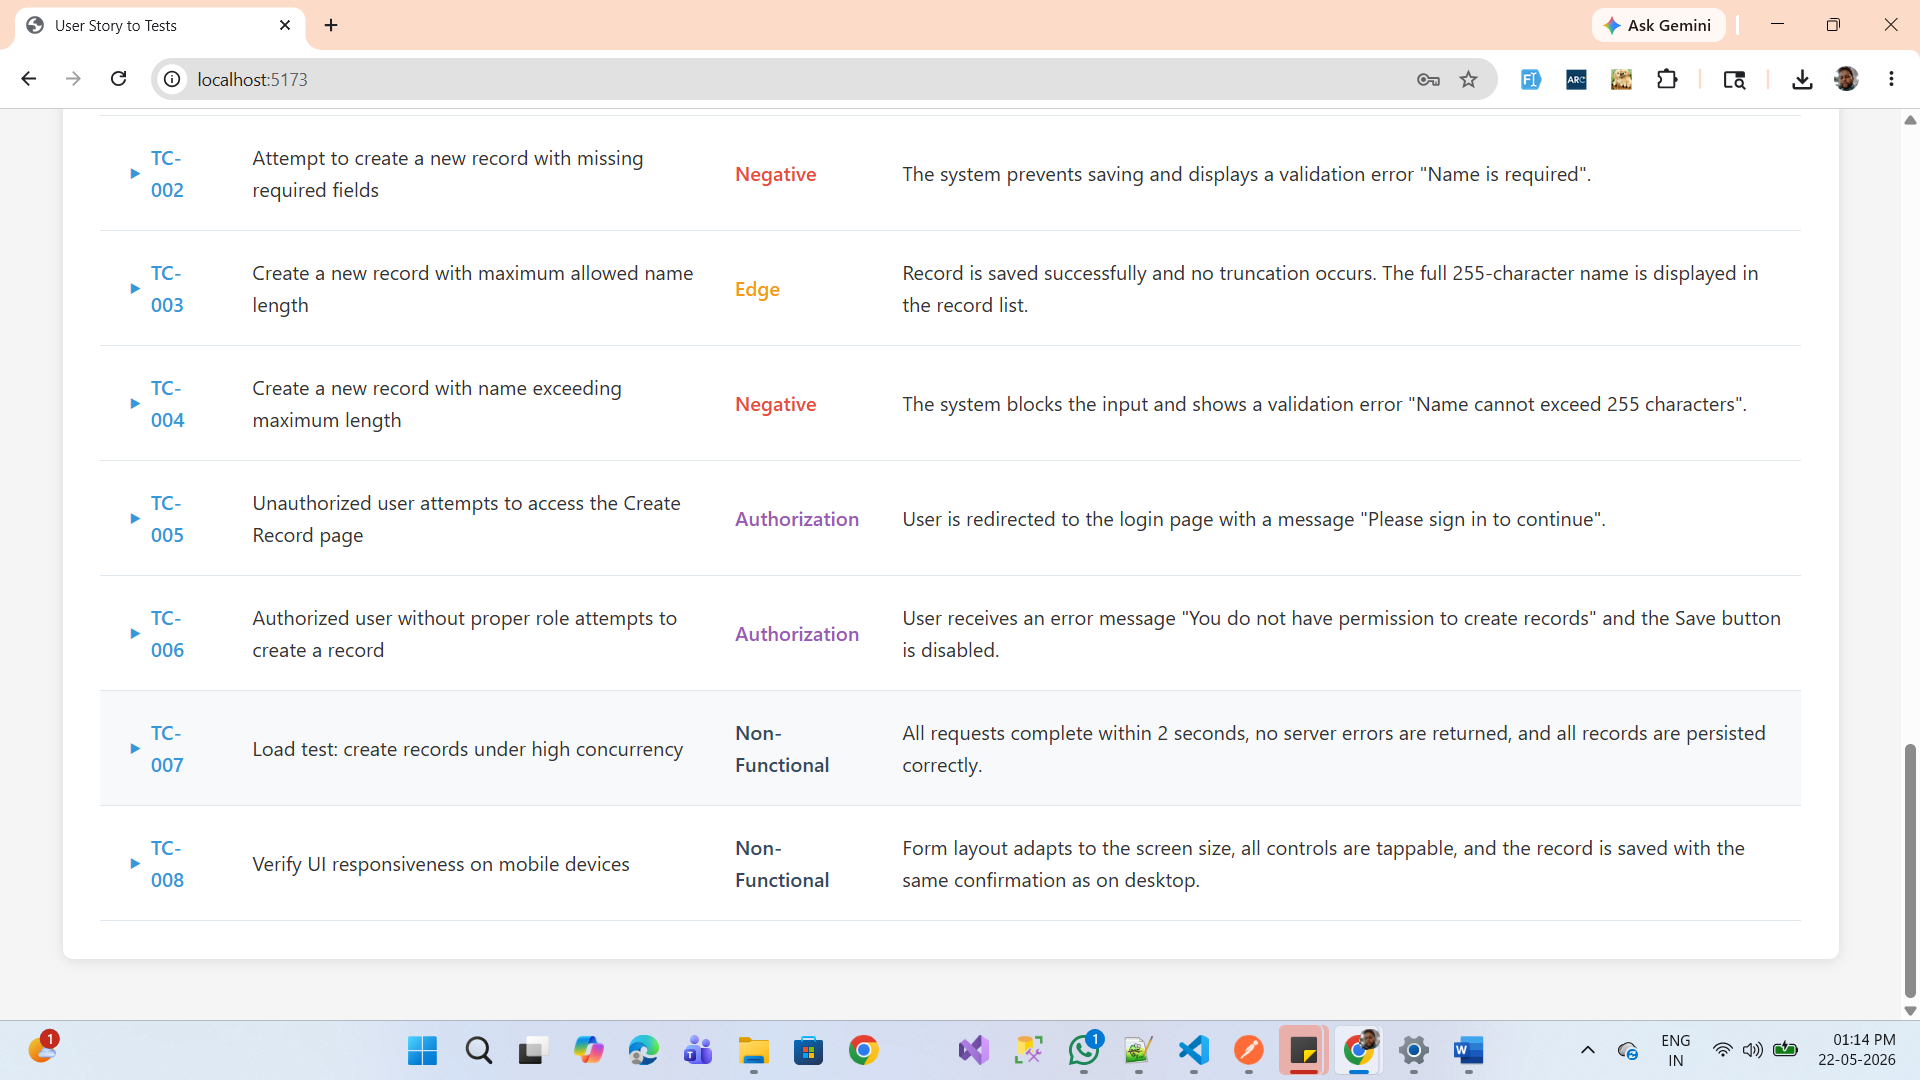 User Story to Tests
Ask Gemini
localhost:5173
ARC
TC-
002
Attempt to create a new record with missing
required fields
Negative
The system prevents saving and displays a validation error "Name is required".
TC-
003
Create a new record with maximum allowed name
length
Edge
Record is saved successfully and no truncation occurs. The full 255-character name is displayed in
the record list.
TC-
004
Create a new record with name exceeding
maximum length
Negative
The system blocks the input and shows a validation error "Name cannot exceed 255 characters".
TC-
005
Unauthorized user attempts to access the Create
Record page
Authorization
User is redirected to the login page with a message "Please sign in to continue".
TC-
006
Authorized user without proper role attempts to
create a record
Authorization
User receives an error message "You do not have permission to create records" and the Save button
is disabled.
TC-
007
Load test: create records under high concurrency
Non-
Functional
All requests complete within 2 seconds, no server errors are returned, and all records are persisted
correctly.
TC-
008
Verify UI responsiveness on mobile devices
Non-
Functional
Form layout adapts to the screen size, all controls are tappable, and the record is saved with the
same confirmation as on desktop.
1
1
ENG
IN
01:14 PM
22-05-2026